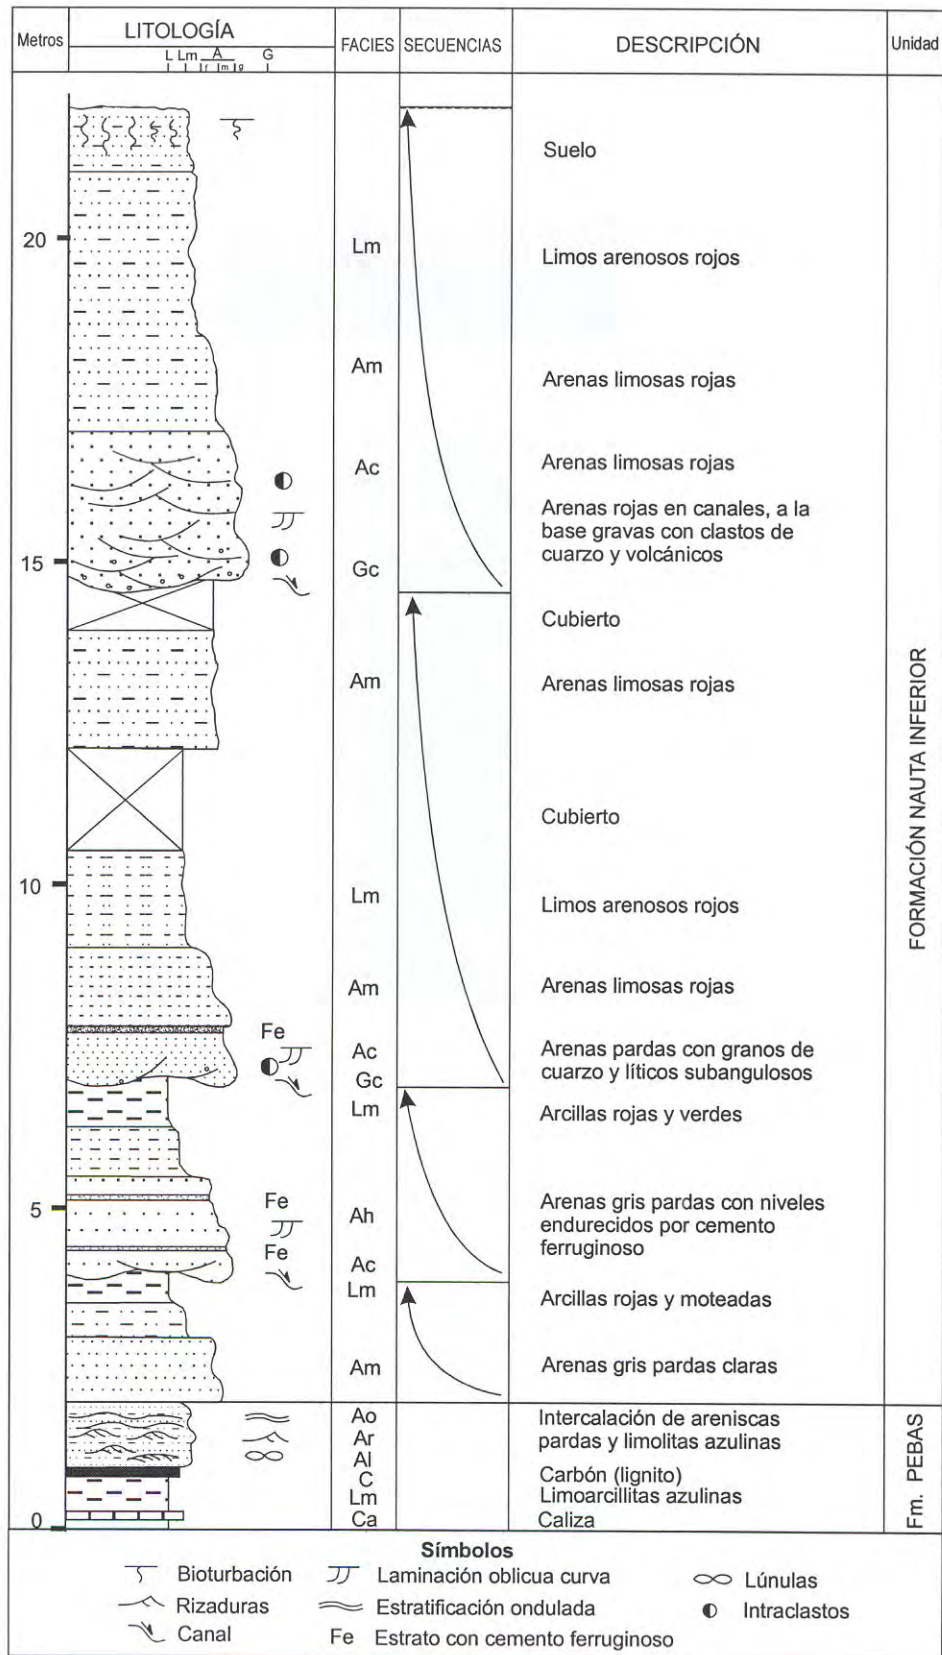 Metros
LITOLOGÍA
L Lm A G
f m g
FACIES
SECUENCIAS
DESCRIPCIÓN
Unidad
Suelo
20
Lm
Limos arenosos rojos
Am
Arenas limosas rojas
Ac
Arenas limosas rojas
Arenas rojas en canales, a la
base gravas con clastos de
cuarzo y volcánicos
15
Gc
Cubierto
Am
Arenas limosas rojas
FORMACIÓN NAUTA INFERIOR
Cubierto
10
Lm
Limos arenosos rojos
Am
Arenas limosas rojas
Fe
Ac
Arenas pardas con granos de
cuarzo y líticos subangulosos
Gc
Lm
Arcillas rojas y verdes
5
Fe
Ah
Arenas gris pardas con niveles
endurecidos por cemento
ferruginoso
Fe
Ac
Lm
Arcillas rojas y moteadas
Am
Arenas gris pardas claras
Ao
Intercalación de areniscas
Ar
pardas y limolitas azulinas
Al
C
Carbón (lignito)
Lm
Limoarcillitas azulinas
0
Ca
Caliza
Fm. PEBAS
Símbolos
Bioturbación
Laminación oblicua curva
Lúnulas
Rizaduras
Estratificación ondulada
Intraclastos
Canal
Fe Estrato con cemento ferruginoso